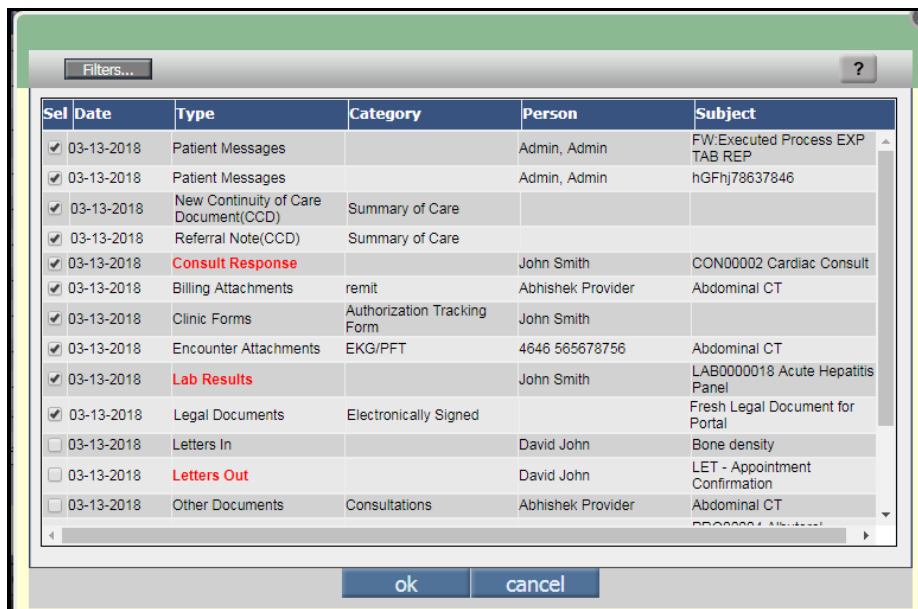 Filters...
?
Sel Date Type Category Person Subject
03-13-2018 Patient Messages Admin, Admin FW:Executed Process EXP
TAB REP
03-13-2018 Patient Messages Admin, Admin hGFhj78637846
03-13-2018 New Continuity of Care
Document(CCD) Summary of Care
03-13-2018 Referral Note(CCD) Summary of Care
03-13-2018 Consult Response John Smith CON00002 Cardiac Consult
03-13-2018 Billing Attachments remit Abhishek Provider Abdominal CT
03-13-2018 Clinic Forms Authorization Tracking
Form John Smith
03-13-2018 Encounter Attachments EKG/PFT 4646 565678756 Abdominal CT
03-13-2018 Lab Results John Smith LAB0000018 Acute Hepatitis
Panel
03-13-2018 Legal Documents Electronically Signed Fresh Legal Document for
Portal
03-13-2018 Letters In David John Bone density
03-13-2018 Letters Out David John LET - Appointment
Confirmation
03-13-2018 Other Documents Consultations Abhishek Provider Abdominal CT
ok cancel